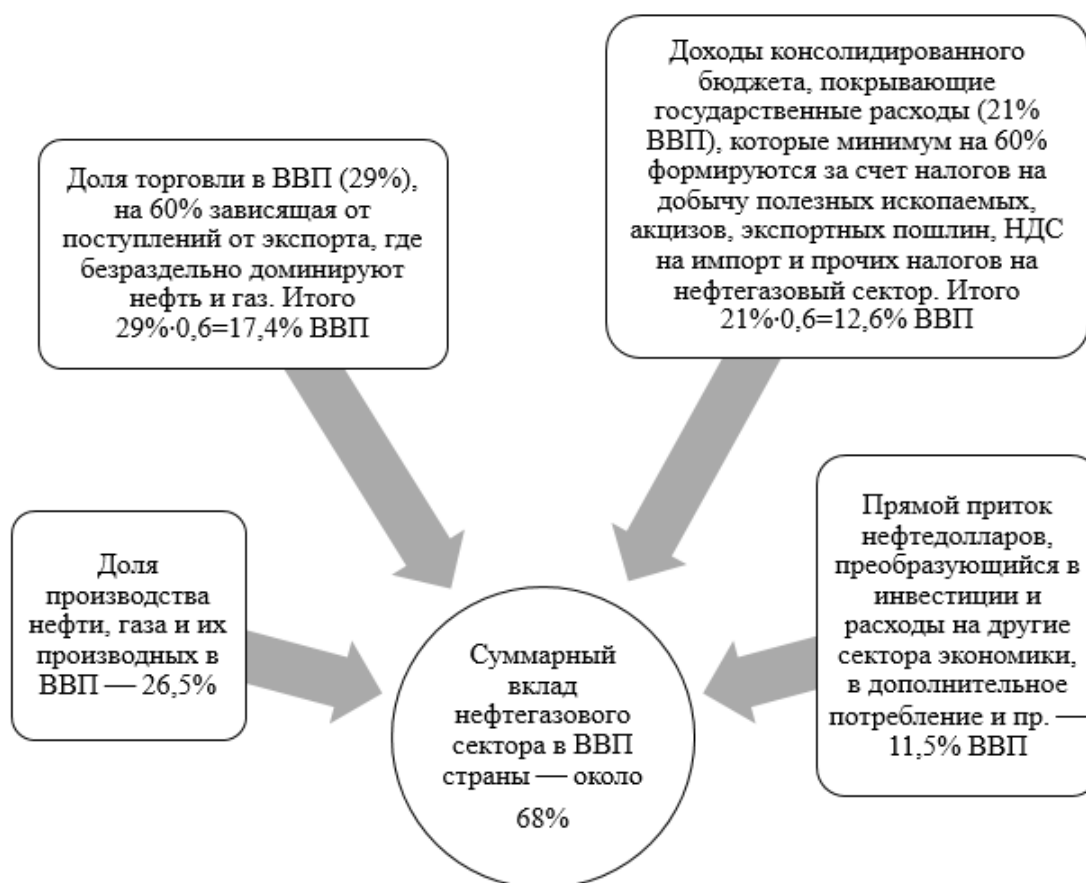 Доля торговли в ВВП (29%),
на 60% зависящая от
поступлений от экспорта, где
безраздельно доминируют
нефть и газ. Итого
29%·0,6=17,4% ВВП
Доходы консолидированного
бюджета, покрывающие
государственные расходы (21%
ВВП), которые минимум на 60%
формируются за счет налогов на
добычу полезных ископаемых,
акцизов, экспортных пошлин, НДС
на импорт и прочих налогов на
нефтегазовый сектор. Итого
21%·0,6=12,6% ВВП
Доля
производства
нефти, газа и их
производных в
ВВП — 26,5%
Суммарный
вклад
нефтегазового
сектора в ВВП
страны — около
68%
Прямой приток
нефтедолларов,
преобразующийся в
инвестиции и
расходы на другие
сектора экономики,
в дополнительное
потребление и пр. —
11,5% ВВП